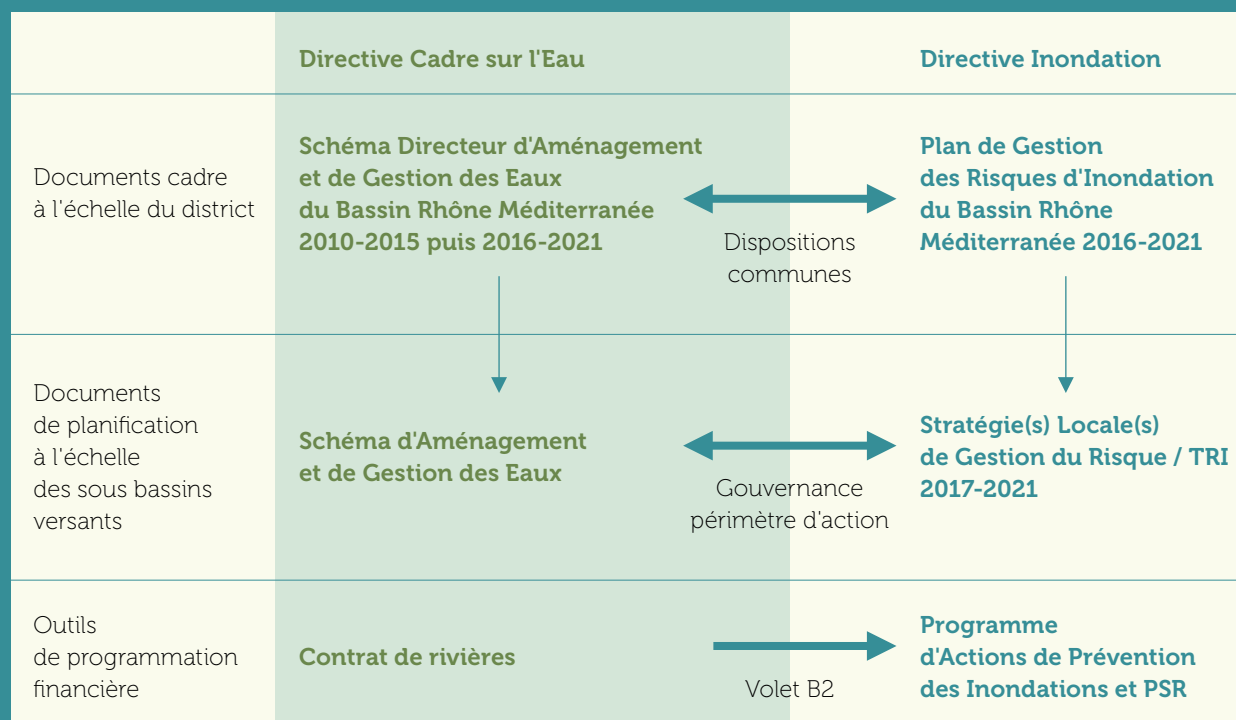 Directive Cadre sur l'Eau
Directive Inondation
Documents cadre
à l'échelle du district
Schéma Directeur d'Aménagement
et de Gestion des Eaux
du Bassin Rhône Méditerranée
2010-2015 puis 2016-2021
Dispositions
communes
Plan de Gestion
des Risques d'Inondation
du Bassin Rhône
Méditerranée 2016-2021
Documents
de planification
à l'échelle
des sous bassins
versants
Schéma d'Aménagement
et de Gestion des Eaux
Gouvernance
périmètre d'action
Stratégie(s) Locale(s)
de Gestion du Risque / TRI
2017-2021
Outils
de programmation
financière
Contrat de rivières
Volet B2
Programme
d'Actions de Prévention
des Inondations et PSR